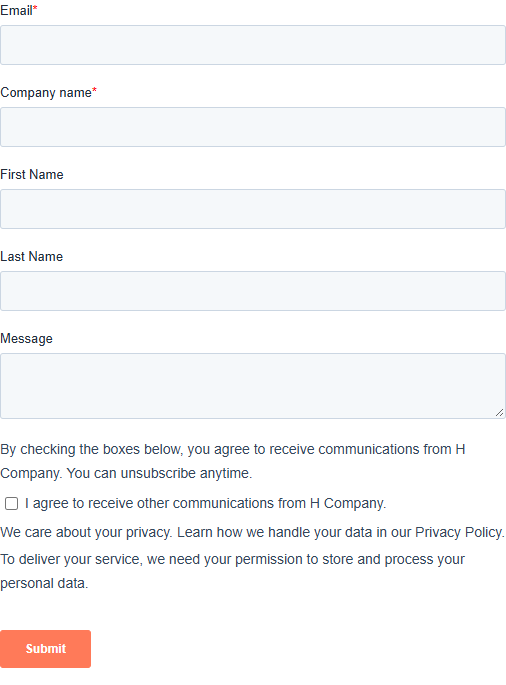 Email*
Company name*
First Name
Last Name
Message
By checking the boxes below, you agree to receive communications from H
Company. You can unsubscribe anytime.
I agree to receive other communications from H Company.
We care about your privacy. Learn how we handle your data in our Privacy Policy.
To deliver your service, we need your permission to store and process your
personal data.
Submit